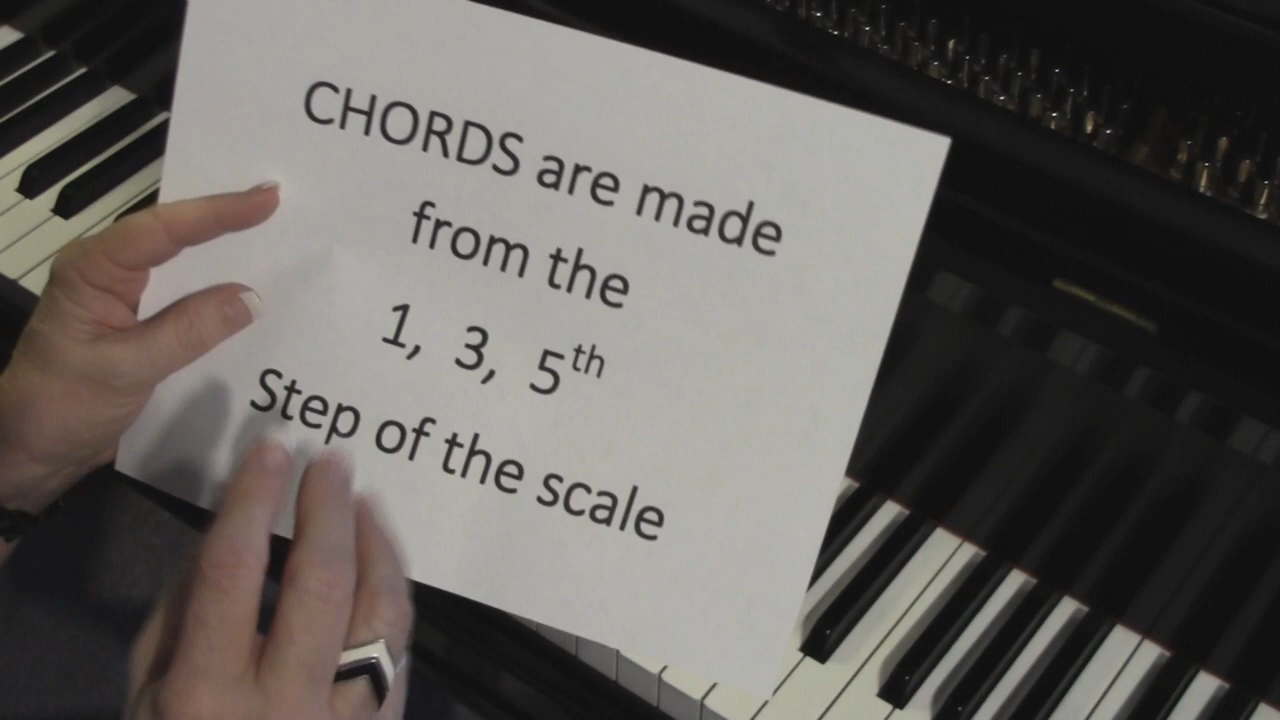 CHORDS are made
from the
1, 3, 5th
Step of the scale